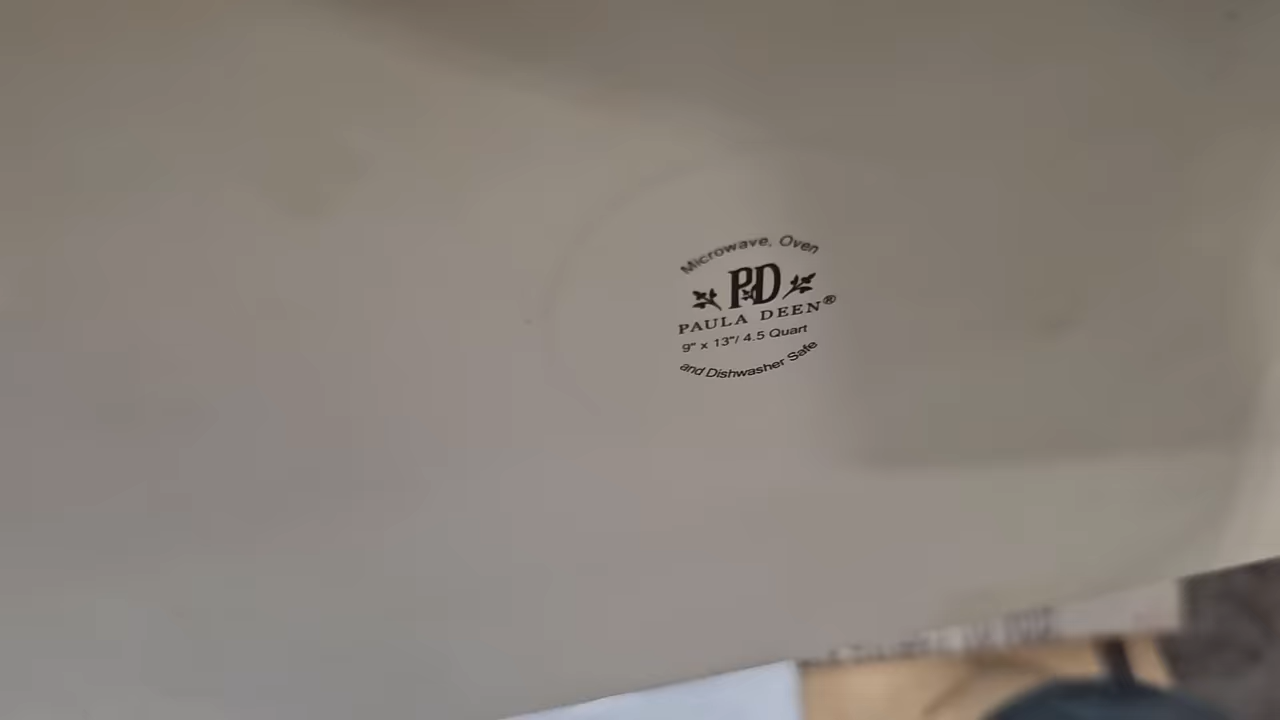 Microwave, Oven
PD
PAULA DEEN®
9" x 13"/ 4.5 Quart
and Dishwasher Safe